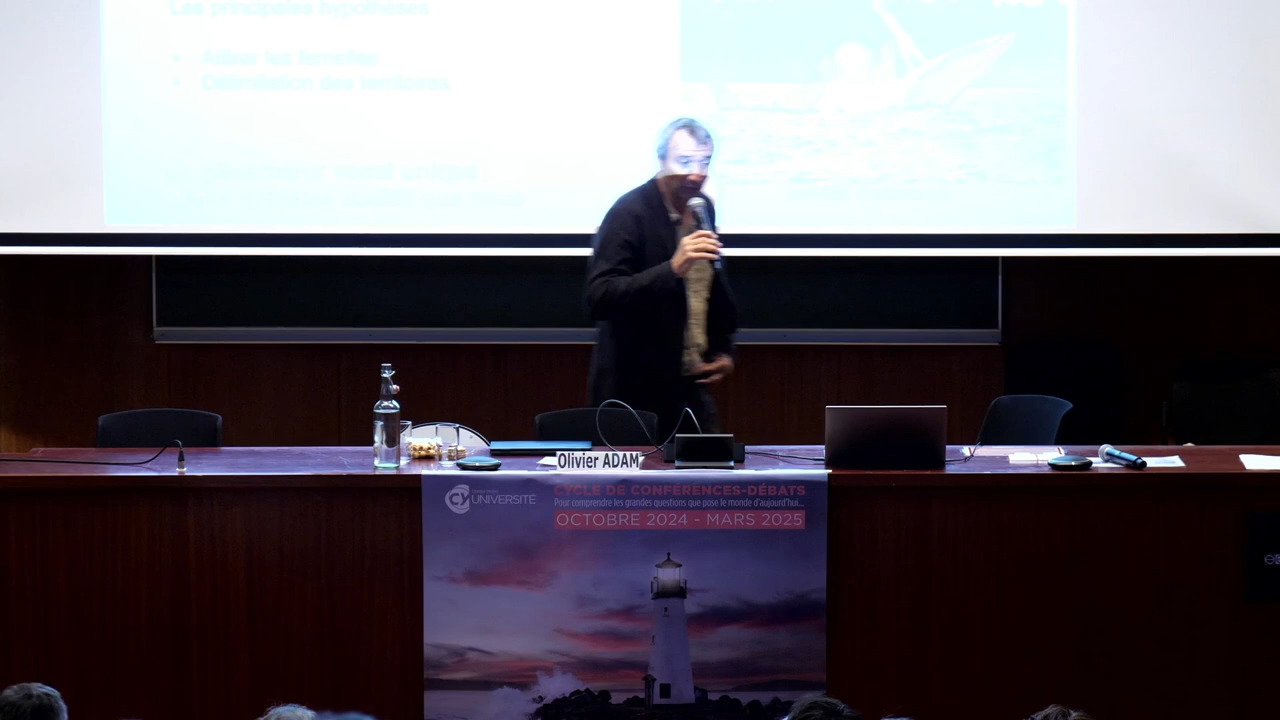 Les principales hypothèses
• Attirer les femelles
• Délimitation des territoires
Olivier ADAM
CY UNIVERSITÉ
CYCLE DE CONFÉRENCES-DÉBATS
Pour comprendre les grandes questions que pose le monde d'aujourd'hui...
OCTOBRE 2024 - MARS 2025